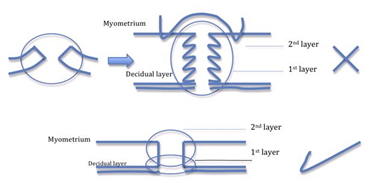 Myometrium
2nd layer
1st layer
Decidual layer
2nd layer
Myometrium
1st layer
Decidual layer